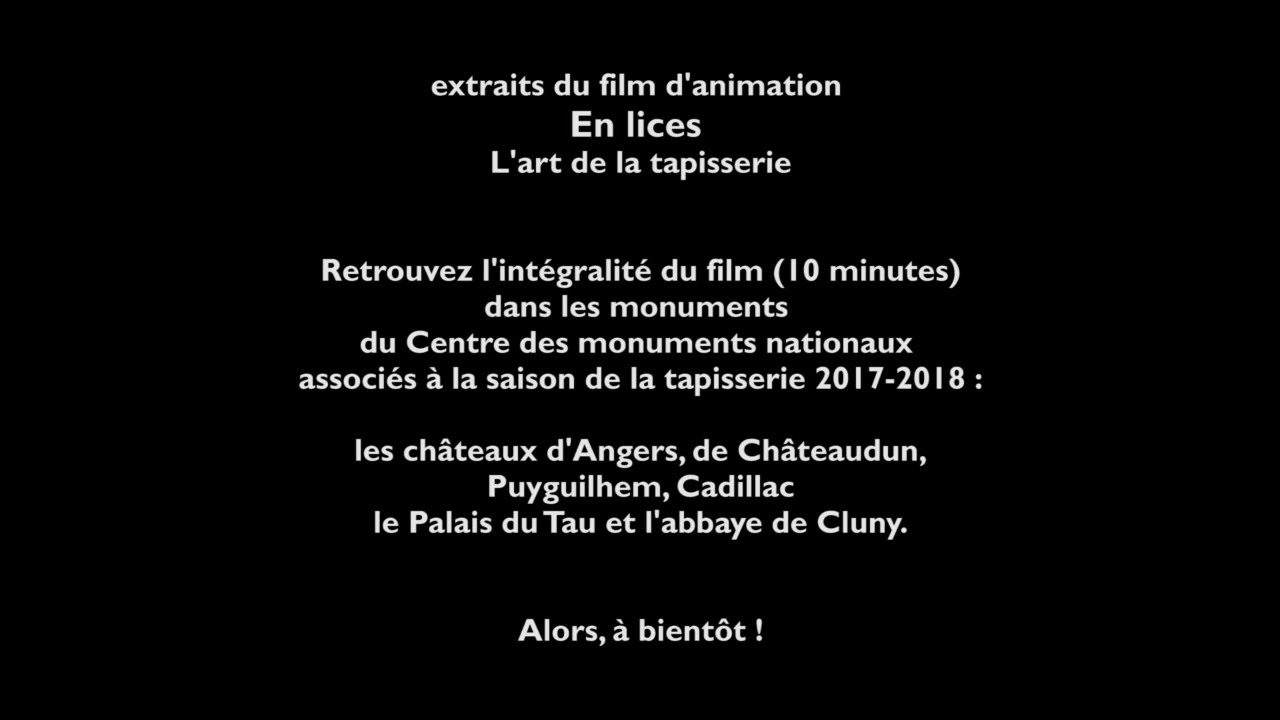 extraits du film d'animation
En lices
L'art de la tapisserie
Retrouvez l'intégralité du film (10 minutes)
dans les monuments
du Centre des monuments nationaux
associés à la saison de la tapisserie 2017-2018 :
les châteaux d'Angers, de Châteaudun,
Puyguilhem, Cadillac
le Palais du Tau et l'abbaye de Cluny.
Alors, à bientôt !